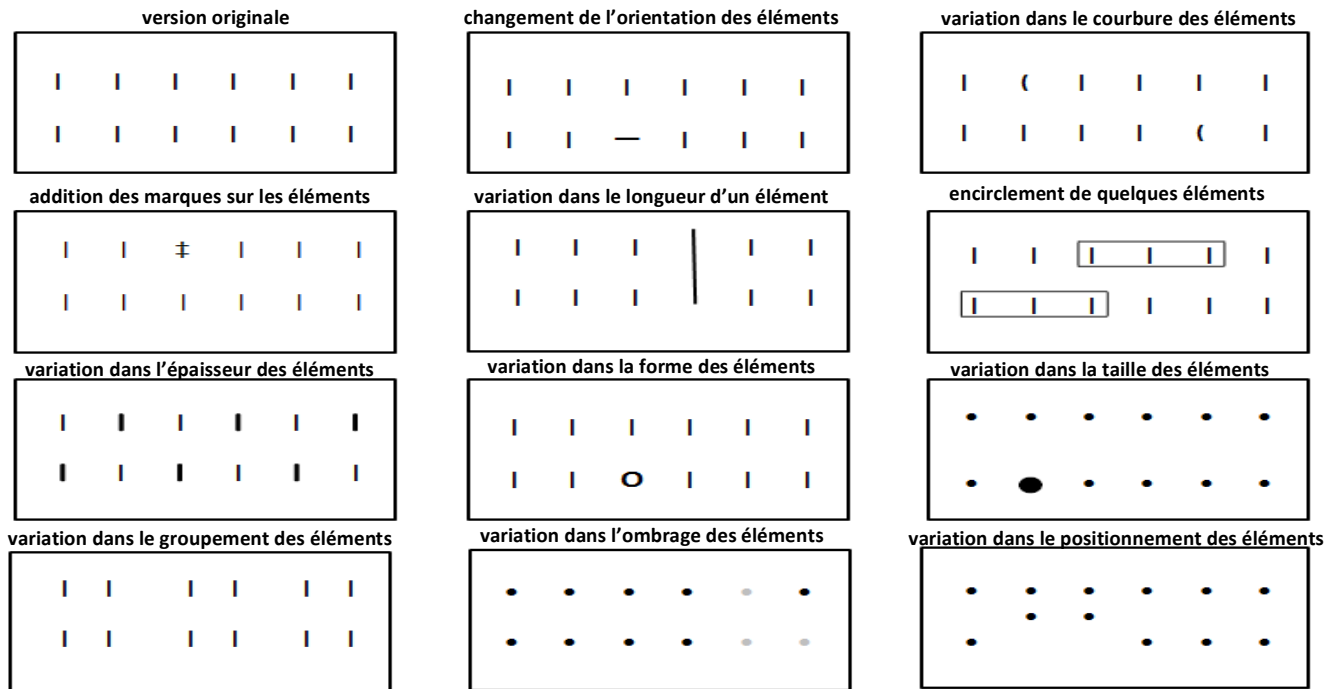 version originale
changement de l'orientation des éléments
variation dans le courbure des éléments
addition des marques sur les éléments
variation dans le longueur d'un élément
encirclement de quelques éléments
variation dans l'épaisseur des éléments
variation dans la forme des éléments
variation dans la taille des éléments
variation dans le groupement des éléments
variation dans l'ombrage des éléments
variation dans le positionnement des éléments